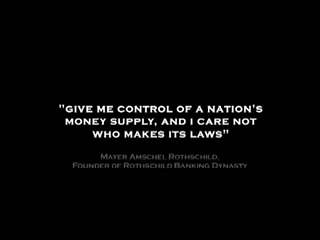 "GIVE ME CONTROL OF A NATION'S
MONEY SUPPLY, AND I CARE NOT
WHO MAKES ITS LAWS"
MAYER AMSCHEL ROTHSCHILD,
FOUNDER OF ROTHSCHILD BANKING DYNASTY